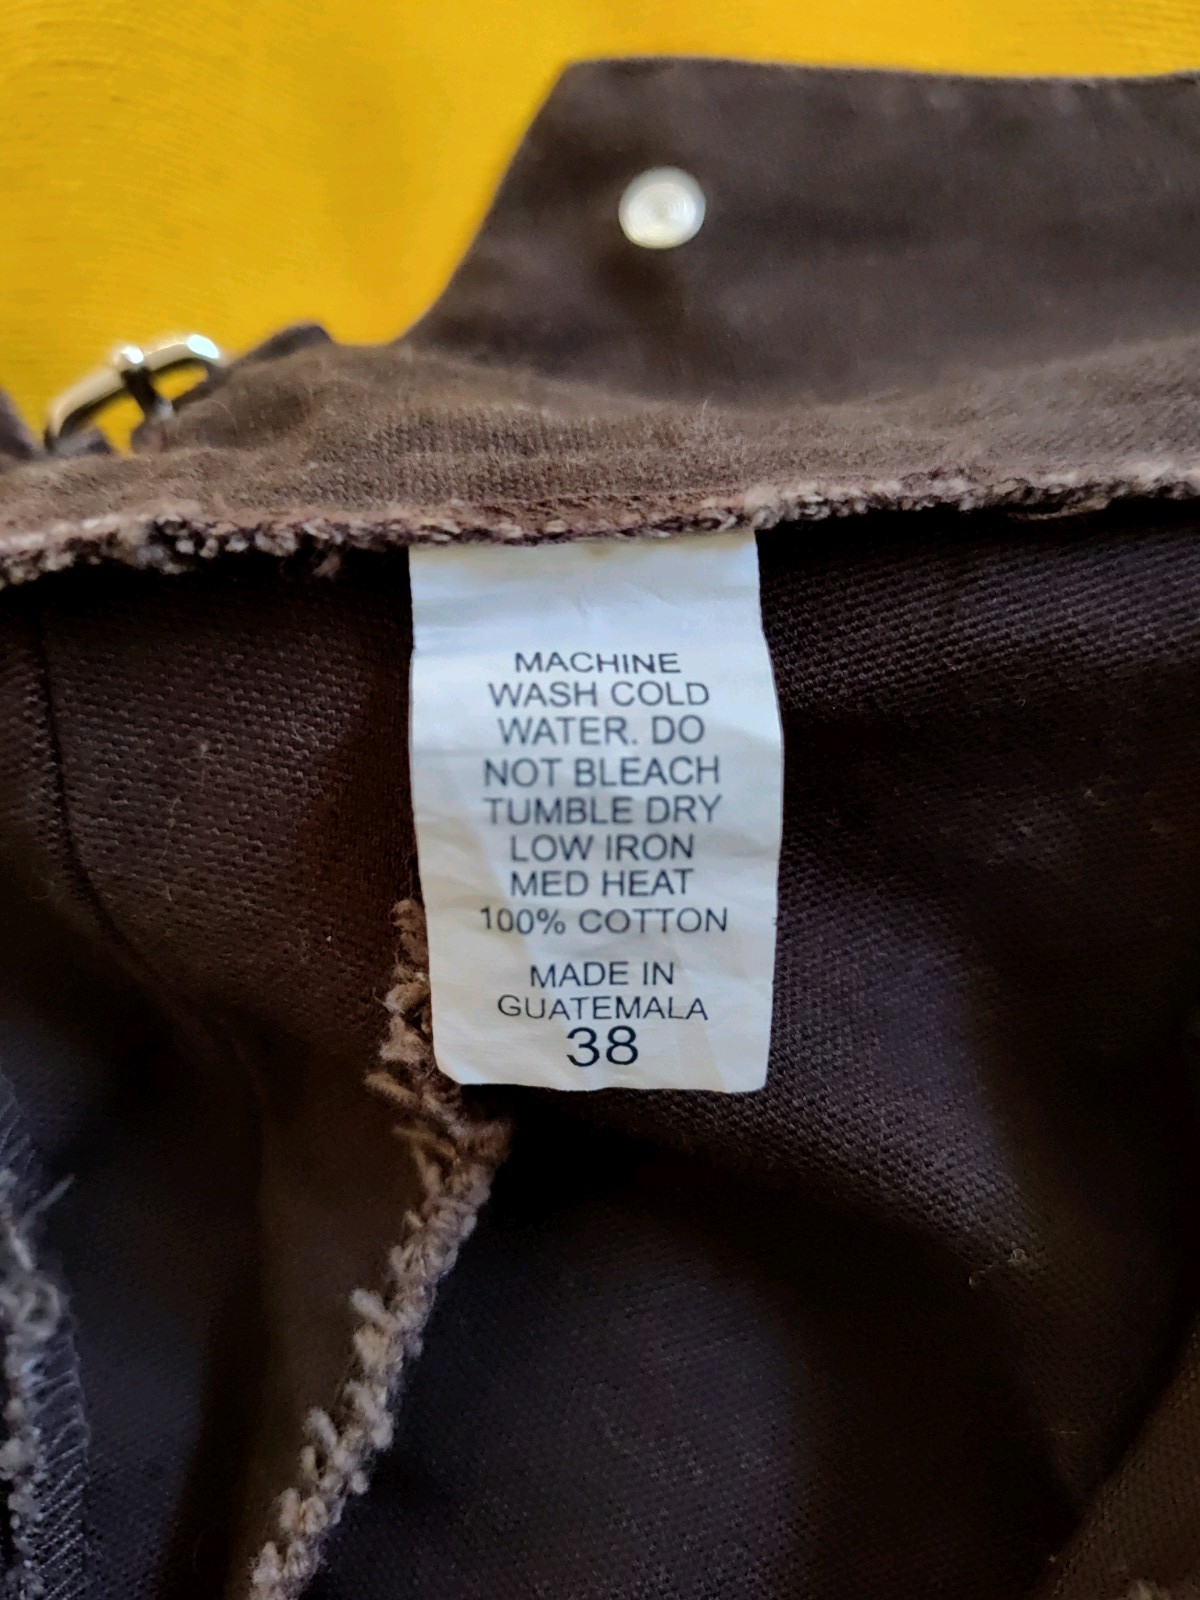 MACHINE
WASH COLD
WATER. DO
NOT BLEACH
TUMBLE DRY
LOW IRON
MED HEAT
100% COTTON
MADE IN
GUATEMALA
38